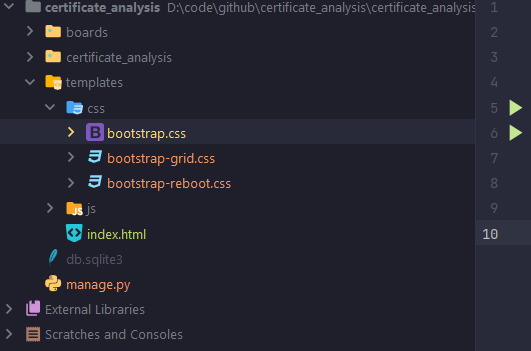 certificate_analysis D:\code\github\certificate_analysis\certificate_analysis 1
boards 2
certificate_analysis 3
templates 4
css 5
B bootstrap.css 6
bootstrap-grid.css 7
bootstrap-reboot.css 8
JS js 9
index.html 10
db.sqlite3
manage.py
External Libraries
Scratches and Consoles